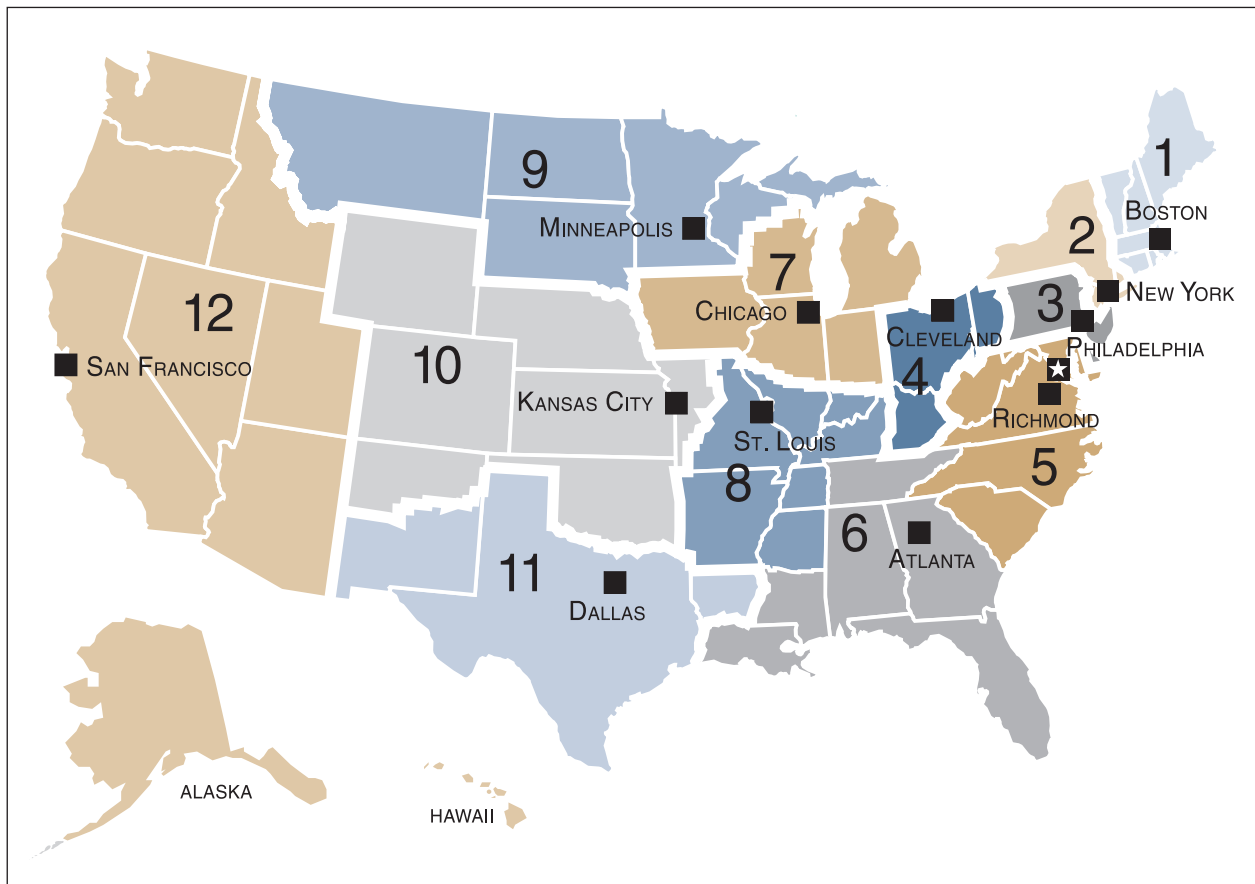 1
BOSTON
9
2
MINNEAPOLIS
7
3
NEW YORK
12
CHICAGO
CLEVELAND
PHILADELPHIA
SAN FRANCISCO
10
4
KANSAS CITY
ST. LOUIS
RICHMOND
8
5
6
11
ATLANTA
DALLAS
ALASKA
HAWAII